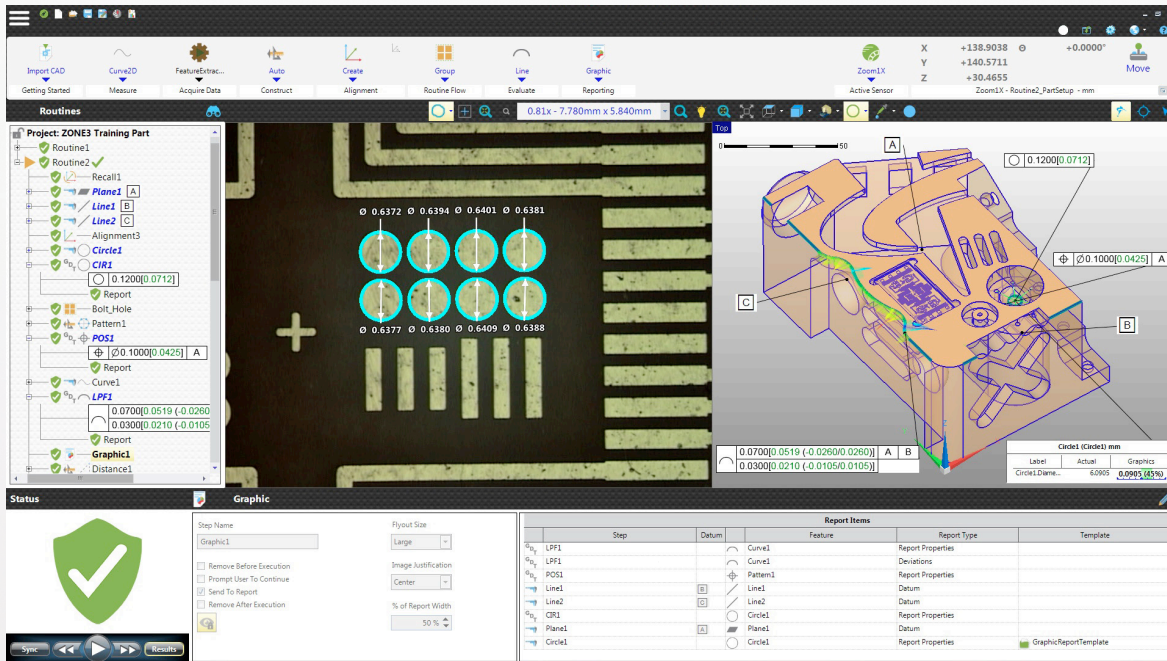 X +138.9038 Θ +0.0000°
Y +140.5711
Z +30.4655
Import CAD Curve2D FeatureExtrac... Auto Create Group Line Graphic Zoom1X Move
Getting Started Measure Acquire Data Construct Alignment Routine Flow Evaluate Reporting Active Sensor Zoom1X - Routine2_PartSetup - mm
Routines
0.81x - 7.780mm x 5.840mm
Project: ZONE3 Training Part
Routine1
Routine2
Recall1
Plane1 A
Line1 B
Line2 C
Alignment3
Circle1
CIR1
0.1200[0.0712]
Report
Bolt_Hole
Pattern1
POS1
Ø0.1000[0.0425] A
Report
Curve1
LPF1
0.0700[0.0519 (-0.0260
0.0300[0.0210 (-0.0105
Report
Graphic1
Distance1
Ø 0.6372 Ø 0.6394 Ø 0.6401 Ø 0.6381
Ø 0.6377 Ø 0.6380 Ø 0.6409 Ø 0.6388
Top
0 50
A
0.1200[0.0712]
Ø0.1000[0.0425] A
C
B
0.0700[0.0519 (-0.0260/0.0260)] A B
0.0300[0.0210 (-0.0105/0.0105)]
Circle1 (Circle1) mm
Label Actual Graphics
Circle1.Diame... 6.0905 0.0905 (45%)
Status
Sync Results
Graphic
Step Name
Graphic1
Remove Before Execution
Prompt User To Continue
Send To Report
Remove After Execution
Flyout Size
Large
Image Justification
Center
% of Report Width
50 %
Report Items
Step Datum Feature Report Type Template
LPF1 Curve1 Report Properties
LPF1 Curve1 Deviations
POS1 Pattern1 Report Properties
Line1 B Line1 Datum
Line2 C Line2 Datum
CIR1 Circle1 Report Properties
Plane1 A Plane1 Datum
Circle1 Circle1 Report Properties GraphicReportTemplate